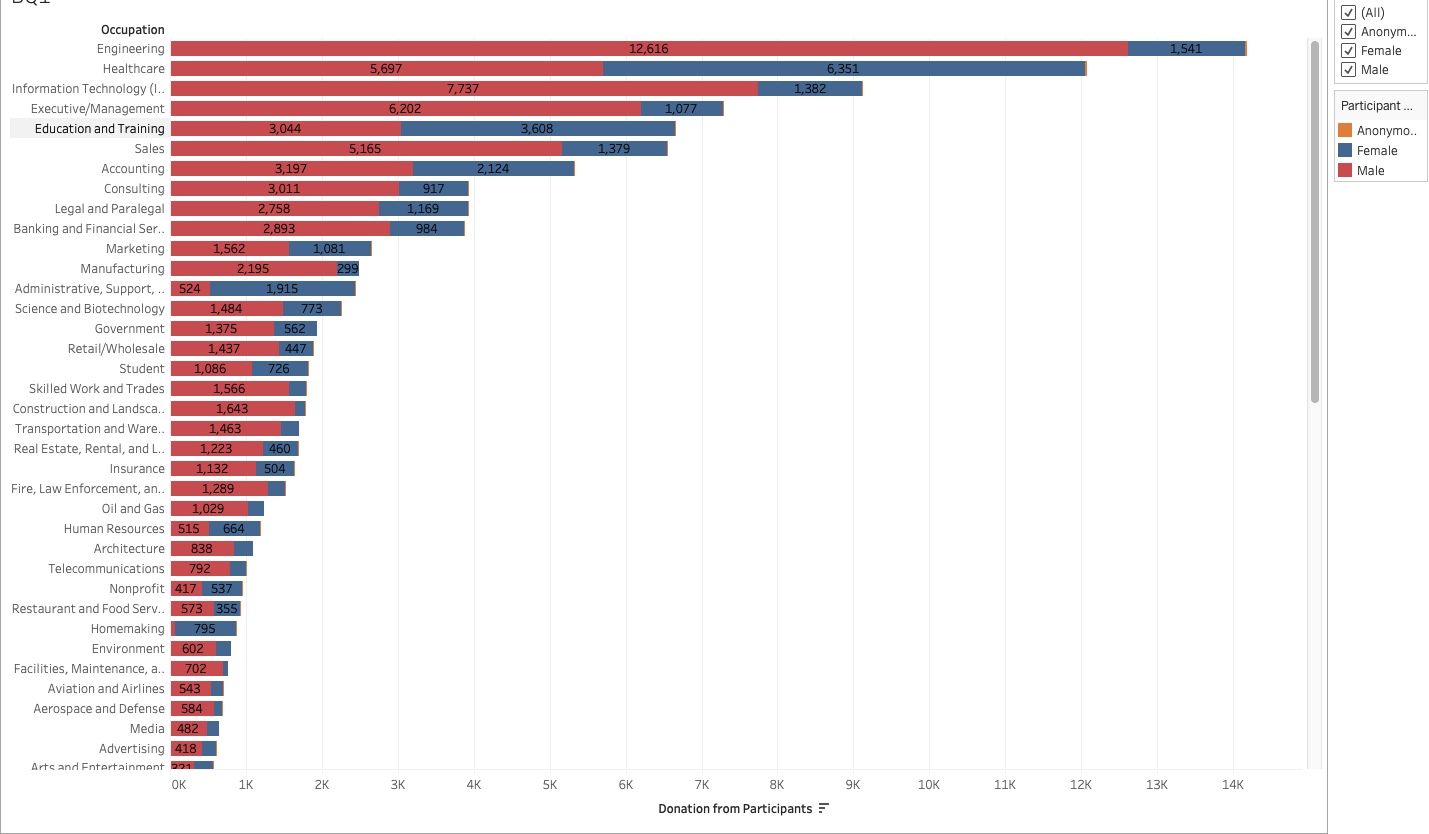 Occupation
Engineering 12,616 1,541
Healthcare 5,697 6,351
Information Technology (I.. 7,737 1,382
Executive/Management 6,202 1,077
Education and Training 3,044 3,608
Sales 5,165 1,379
Accounting 3,197 2,124
Consulting 3,011 917
Legal and Paralegal 2,758 1,169
Banking and Financial Ser.. 2,893 984
Marketing 1,562 1,081
Manufacturing 2,195 299
Administrative, Support, .. 524 1,915
Science and Biotechnology 1,484 773
Government 1,375 562
Retail/Wholesale 1,437 447
Student 1,086 726
Skilled Work and Trades 1,566
Construction and Landsca.. 1,643
Transportation and Ware.. 1,463
Real Estate, Rental, and L.. 1,223 460
Insurance 1,132 504
Fire, Law Enforcement, an.. 1,289
Oil and Gas 1,029
Human Resources 515 664
Architecture 838
Telecommunications 792
Nonprofit 417 537
Restaurant and Food Serv.. 573 355
Homemaking 795
Environment 602
Facilities, Maintenance, a.. 702
Aviation and Airlines 543
Aerospace and Defense 584
Media 482
Advertising 418
Arts and Entertainment
0K 1K 2K 3K 4K 5K 6K 7K 8K 9K 10K 11K 12K 13K 14K
Donation from Participants
(All)
Anonym...
Female
Male
Participant ...
Anonymo..
Female
Male